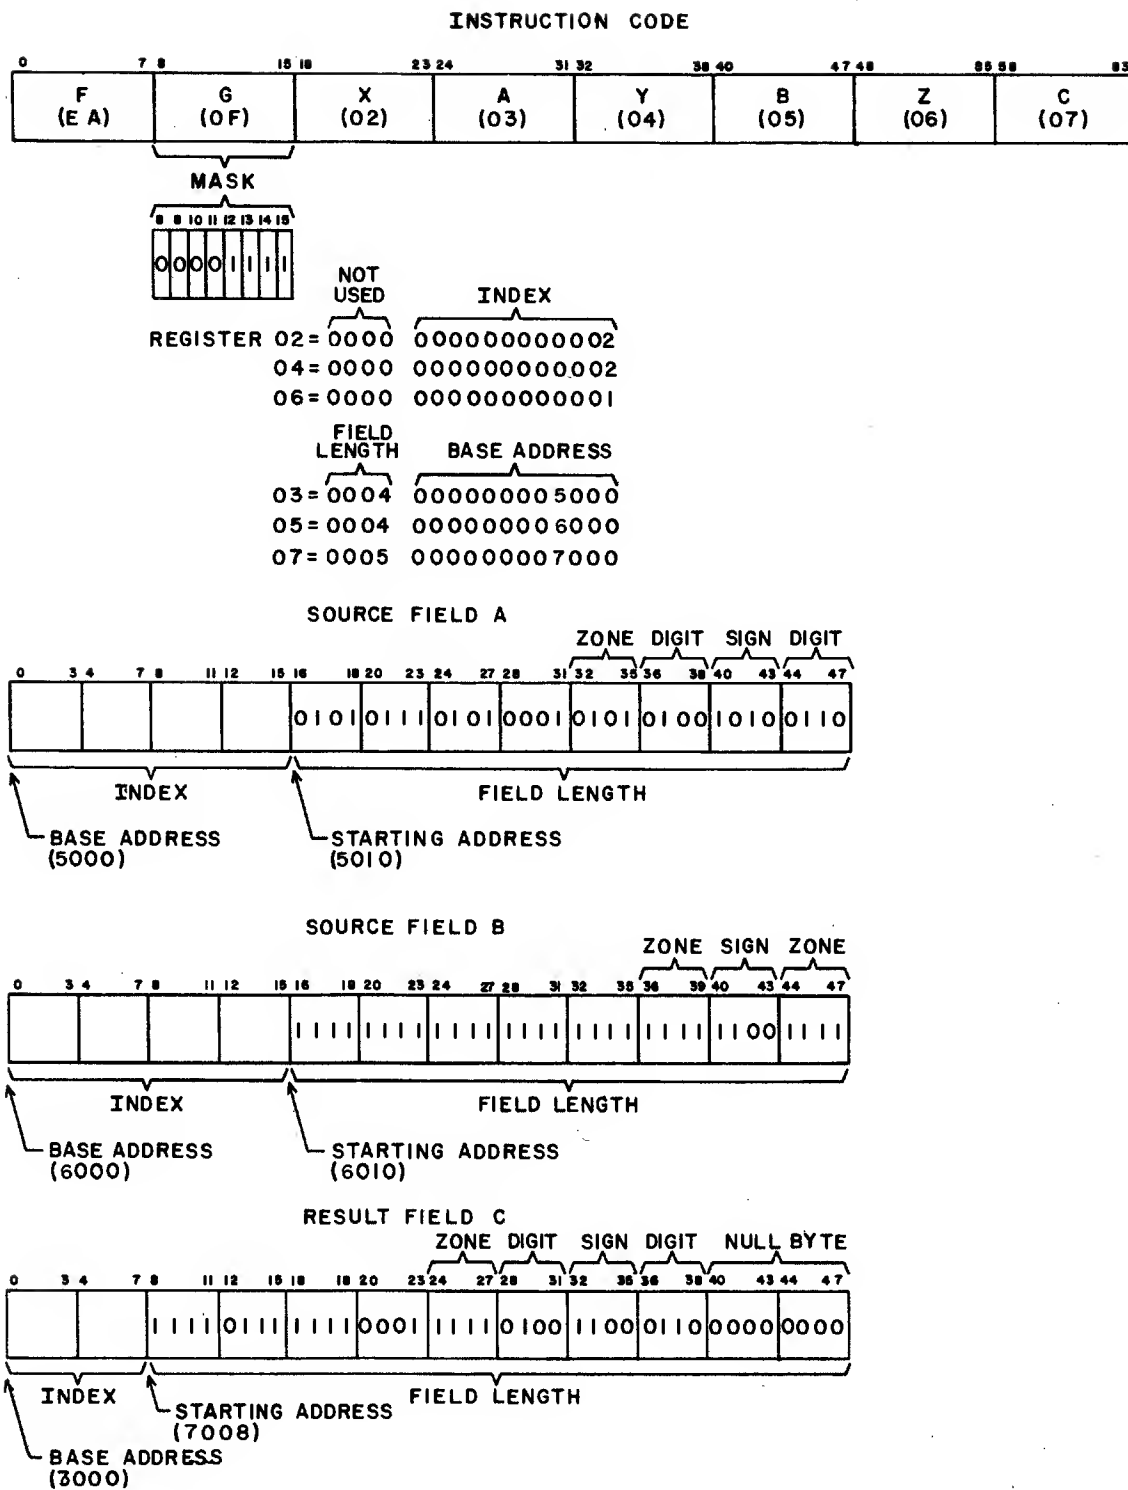 INSTRUCTION CODE
0 7 8 15 16 23 24 31 32 39 40 47 48 55 56 63
F G X A Y B Z C
(EA) (0F) (02) (03) (04) (05) (06) (07)
MASK
8 9 10 11 12 13 14 15
0 0 0 0 1 1 1 1
NOT
USED INDEX
REGISTER 02=0000 000000000002
04=0000 000000000002
06=0000 000000000001
FIELD
LENGTH BASE ADDRESS
03=0004 000000005000
05=0004 000000006000
07=0005 000000007000
SOURCE FIELD A
ZONE DIGIT SIGN DIGIT
0 3 4 7 8 11 12 15 16 19 20 23 24 27 28 31 32 35 36 39 40 43 44 47
0101 0111 0101 0001 0101 0100 1010 0110
INDEX FIELD LENGTH
BASE ADDRESS STARTING ADDRESS
(5000) (5010)
SOURCE FIELD B
ZONE SIGN ZONE
0 3 4 7 8 11 12 15 16 19 20 23 24 27 28 31 32 35 36 39 40 43 44 47
1111 1111 1111 1111 1111 1111 1100 1111
INDEX FIELD LENGTH
BASE ADDRESS STARTING ADDRESS
(6000) (6010)
RESULT FIELD C
ZONE DIGIT SIGN DIGIT NULL BYTE
0 3 4 7 8 11 12 15 16 19 20 23 24 27 28 31 32 35 36 39 40 43 44 47
1111 0111 1111 0001 1111 0100 1100 0110 0000 0000
INDEX FIELD LENGTH
STARTING ADDRESS
(7008)
BASE ADDRESS
(3000)